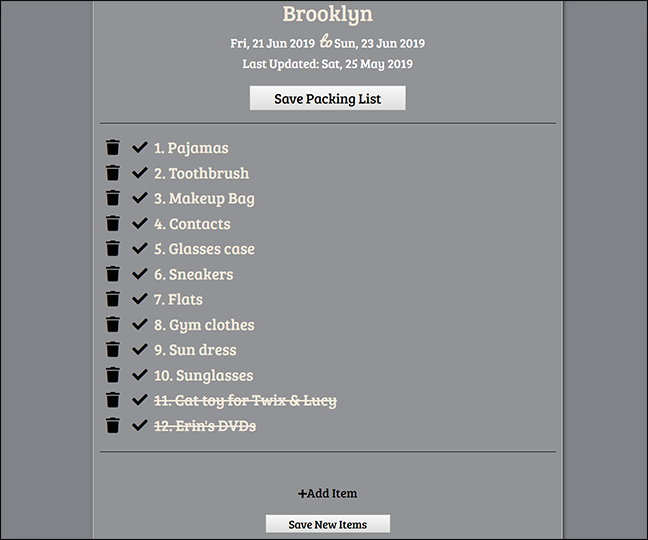 Brooklyn
Fri, 21 Jun 2019 to Sun, 23 Jun 2019
Last Updated: Sat, 25 May 2019
Save Packing List
1. Pajamas
2. Toothbrush
3. Makeup Bag
4. Contacts
5. Glasses case
6. Sneakers
7. Flats
8. Gym clothes
9. Sun dress
10. Sunglasses
11. Cat toy for Twix & Lucy
12. Erin's DVDs
+Add Item
Save New Items